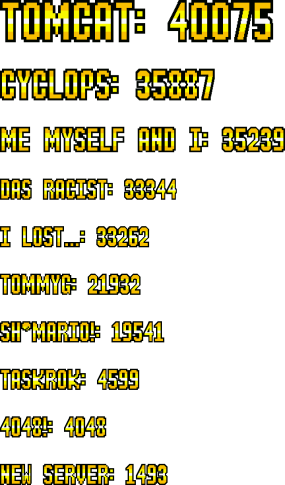 TOMCAT: 40075
CYCLOPS: 35887
ME MYSELF AND I: 35239
DAS RACIST: 33344
I LOST...: 33262
TOMMYG: 21932
SH*MARIO!: 19541
TASKROK: 4599
4048!: 4048
NEW SERVER: 1493